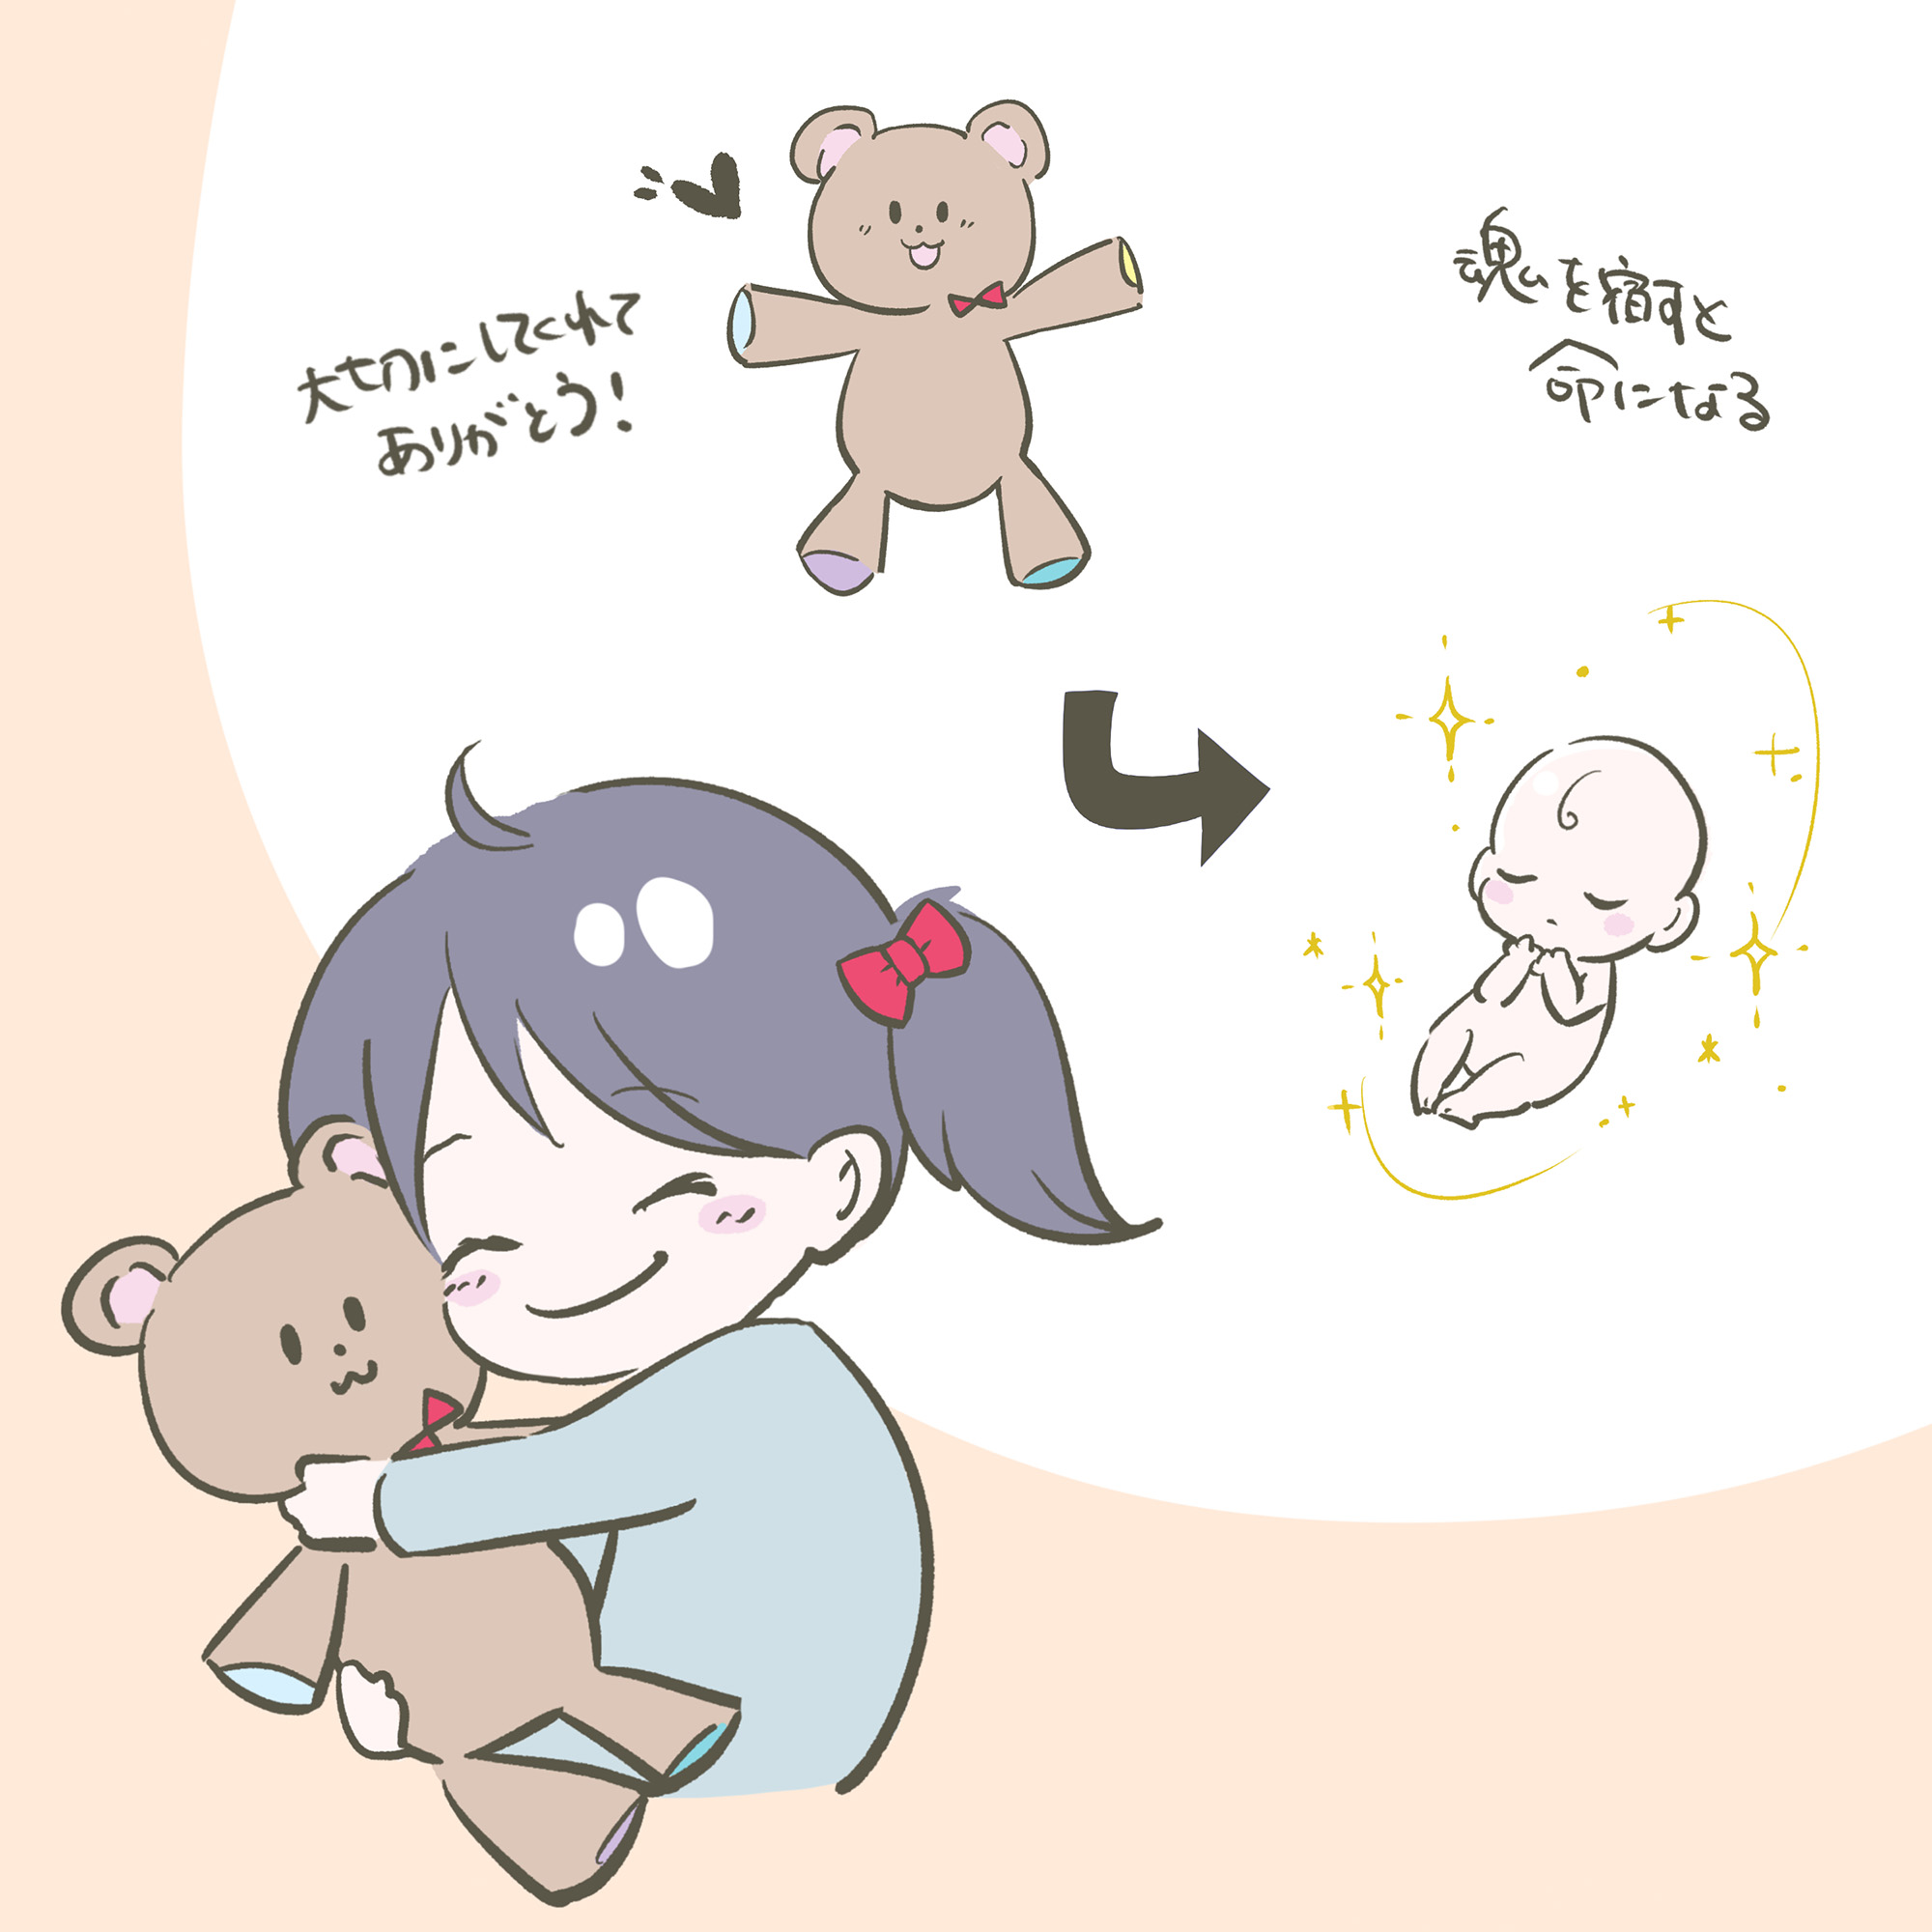 大切にしてくれて
ありがとう!
魂を宿すと
命になる